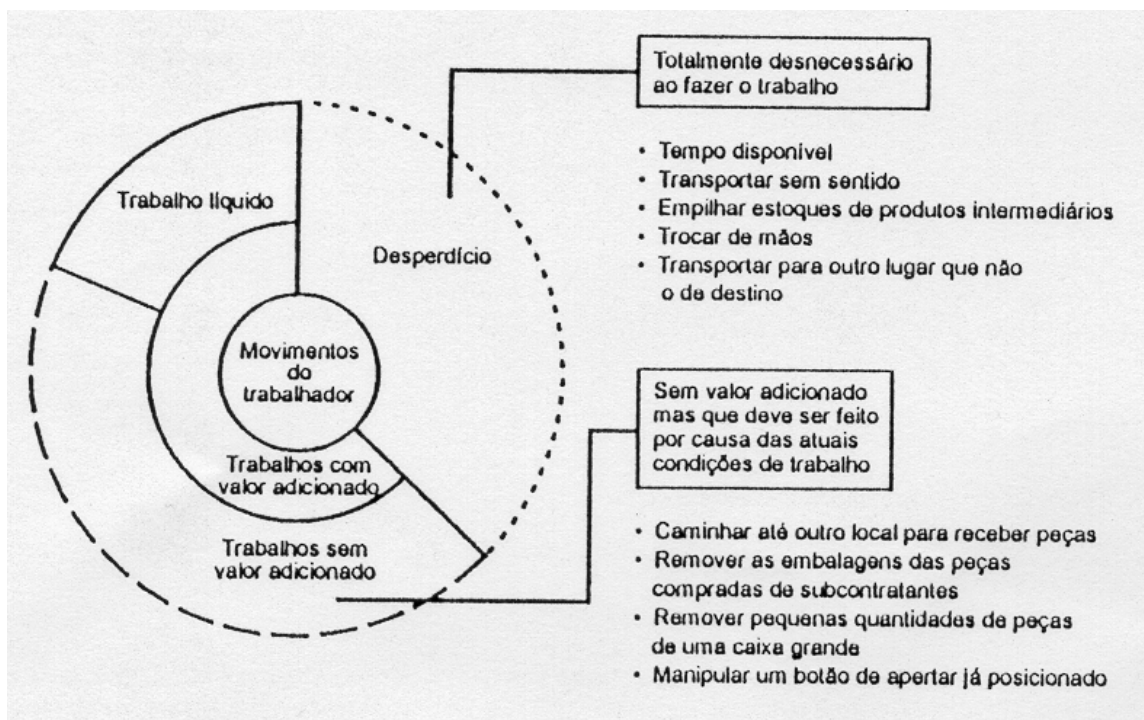 Trabalho líquido
Desperdício
Movimentos
do
trabalhador
Trabalhos com
valor adicionado
Trabalhos sem
valor adicionado
Totalmente desnecessário
ao fazer o trabalho
• Tempo disponível
• Transportar sem sentido
• Empilhar estoques de produtos intermediários
• Trocar de mãos
• Transportar para outro lugar que não
o de destino
Sem valor adicionado
mas que deve ser feito
por causa das atuais
condições de trabalho
• Caminhar até outro local para receber peças
• Remover as embalagens das peças
compradas de subcontratantes
• Remover pequenas quantidades de peças
de uma caixa grande
• Manipular um botão de apertar já posicionado